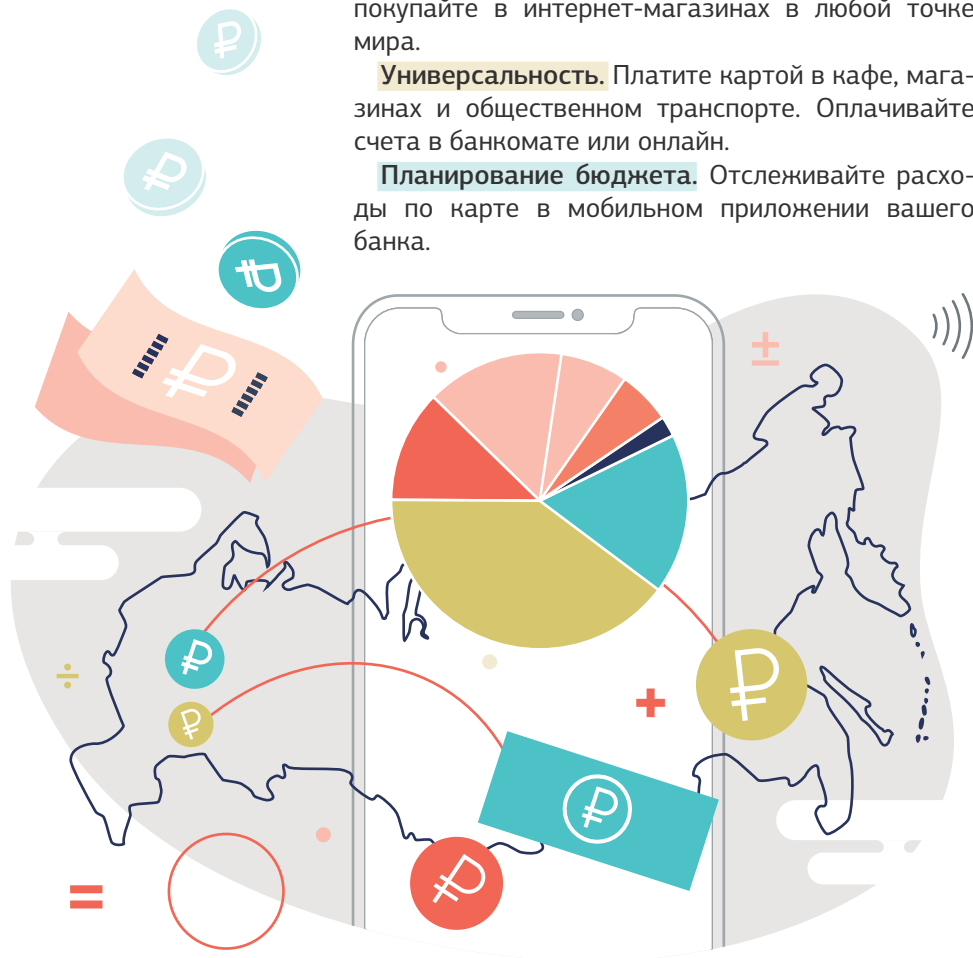 покупайте в интернет-магазинах в любой точке
мира.
Универсальность. Платите картой в кафе, мага-
зинах и общественном транспорте. Оплачивайте
счета в банкомате или онлайн.
Планирование бюджета. Отслеживайте расхо-
ды по карте в мобильном приложении вашего
банка.